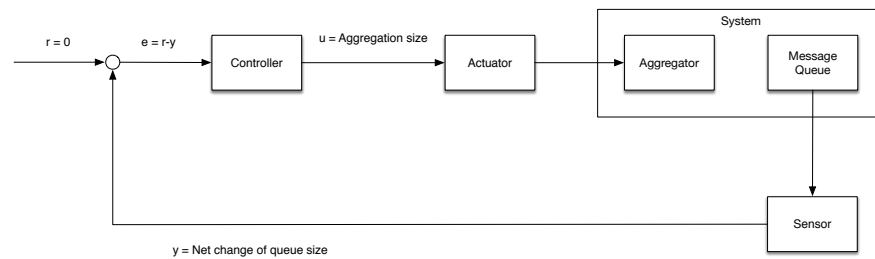 System
r = 0
e = r-y
u = Aggregation size
Controller
Actuator
Aggregator
Message
Queue
Sensor
y = Net change of queue size